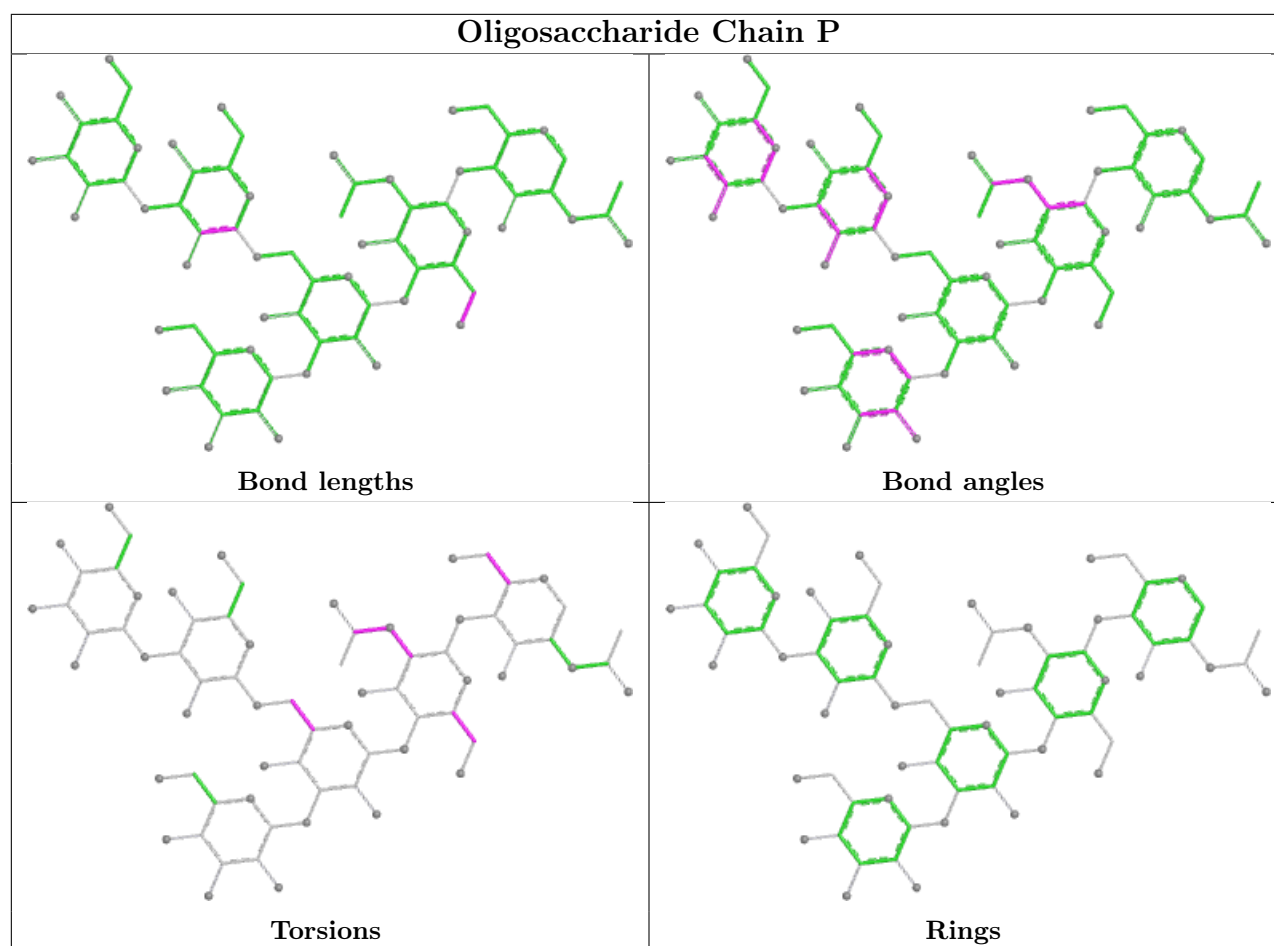 Oligosaccharide Chain P
Bond lengths
Bond angles
Torsions
Rings